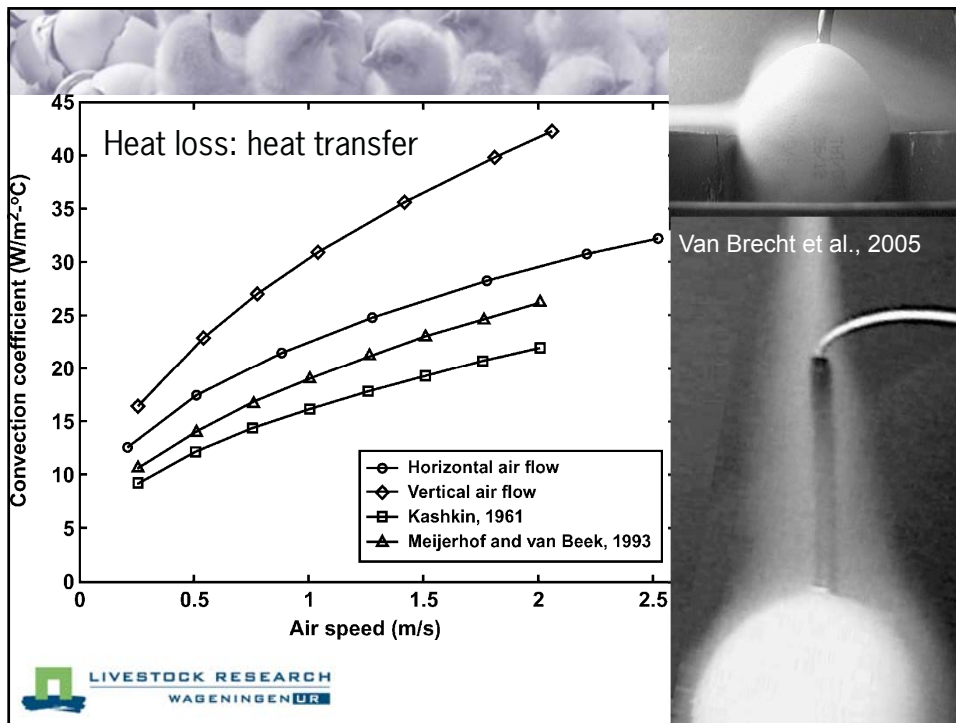 Heat loss: heat transfer
Convection coefficient (W/m²-°C)
45
40
35
30
25
20
15
10
5
0
0 0.5 1 1.5 2 2.5
Air speed (m/s)
Horizontal air flow
Vertical air flow
Kashkin, 1961
Meijerhof and van Beek, 1993
Van Brecht et al., 2005
LIVESTOCK RESEARCH
WAGENINGEN UR